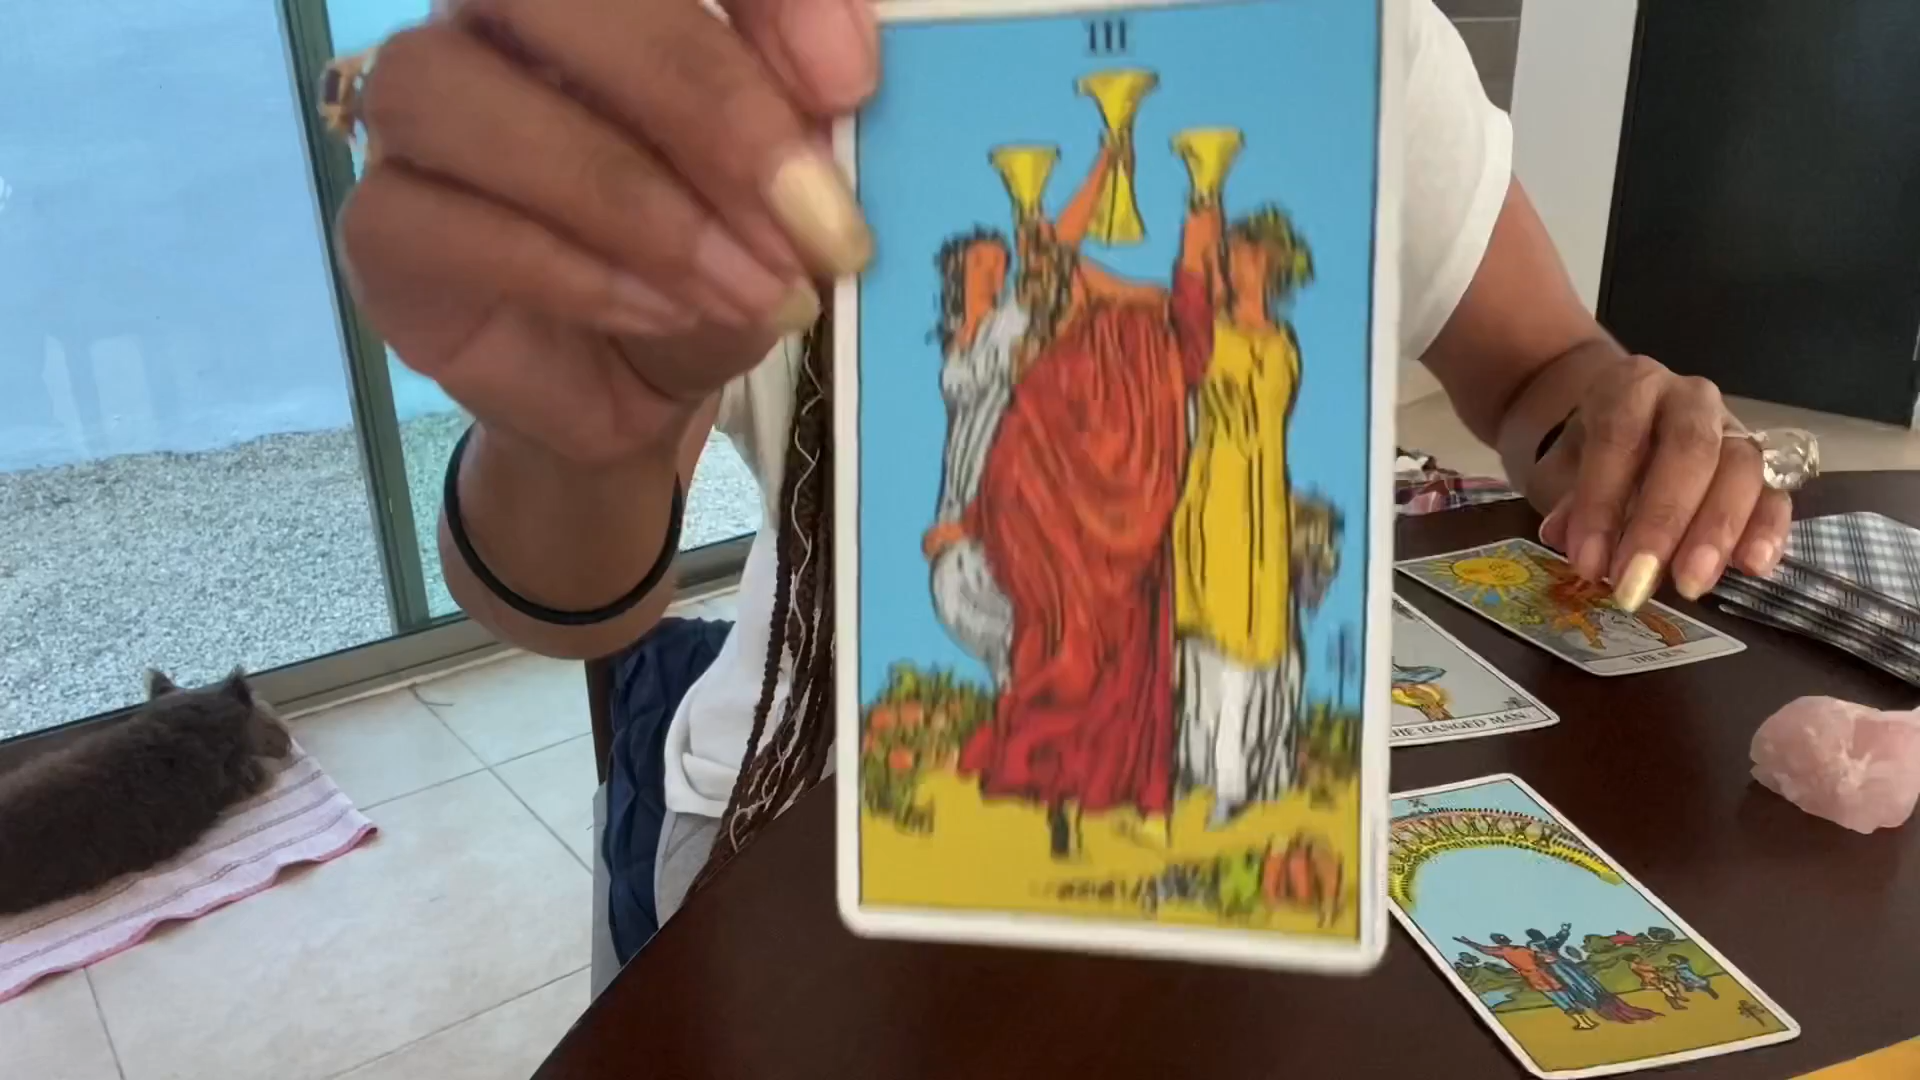 III
THE SUN
THE HANGED MAN.
X